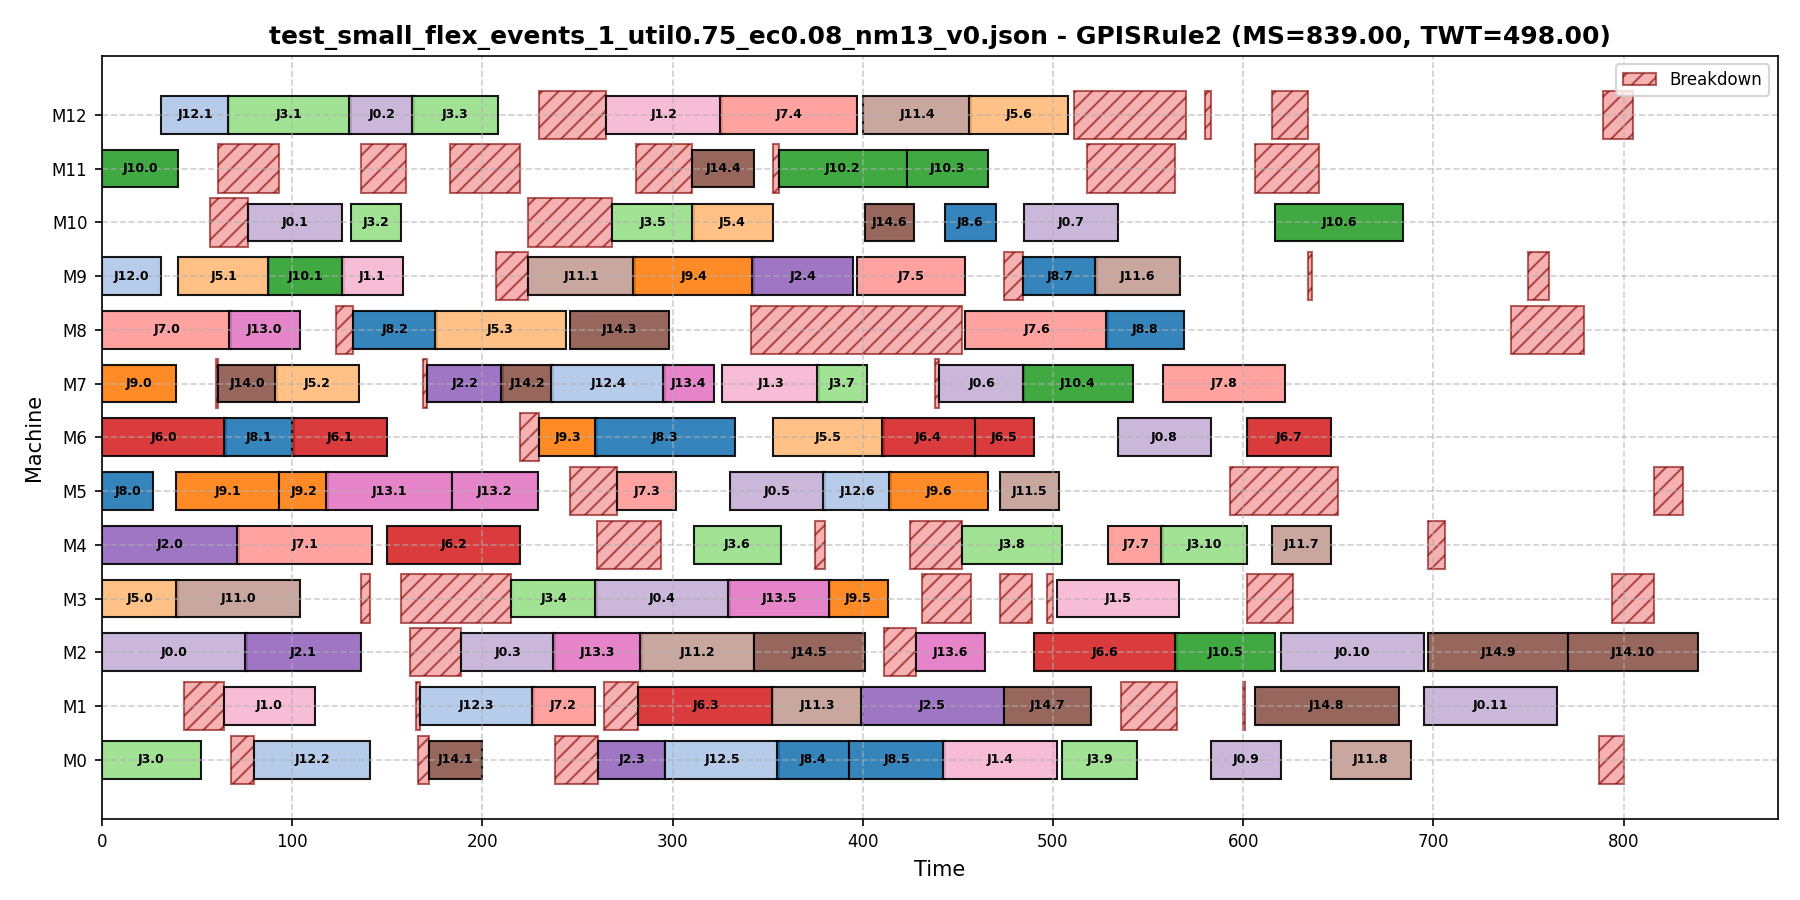 test_small_flex_events_1_util0.75_ec0.08_nm13_v0.json - GPISRule2 (MS=839.00, TWT=498.00)
Breakdown
M12 J12.1 J3.1 J0.2 J3.3 J1.2 J7.4 J11.4 J5.6
M11 J10.0 J14.4 J10.2 J10.3
M10 J0.1 J3.2 J3.5 J5.4 J14.6 J8.6 J0.7 J10.6
M9 J12.0 J5.1 J10.1 J1.1 J11.1 J9.4 J2.4 J7.5 J8.7 J11.6
M8 J7.0 J13.0 J8.2 J5.3 J14.3 J7.6 J8.8
M7 J9.0 J14.0 J5.2 J2.2 J14.2 J12.4 J13.4 J1.3 J3.7 J0.6 J10.4 J7.8
M6 J6.0 J8.1 J6.1 J9.3 J8.3 J5.5 J6.4 J6.5 J0.8 J6.7
M5 J8.0 J9.1 J9.2 J13.1 J13.2 J7.3 J0.5 J12.6 J9.6 J11.5
M4 J2.0 J7.1 J6.2 J3.6 J3.8 J7.7 J3.10 J11.7
M3 J5.0 J11.0 J3.4 J0.4 J13.5 J9.5 J1.5
M2 J0.0 J2.1 J0.3 J13.3 J11.2 J14.5 J13.6 J6.6 J10.5 J0.10 J14.9 J14.10
M1 J1.0 J12.3 J7.2 J6.3 J11.3 J2.5 J14.7 J14.8 J0.11
M0 J3.0 J12.2 J14.1 J2.3 J12.5 J8.4 J8.5 J1.4 J3.9 J0.9 J11.8
Machine
0 100 200 300 400 500 600 700 800
Time